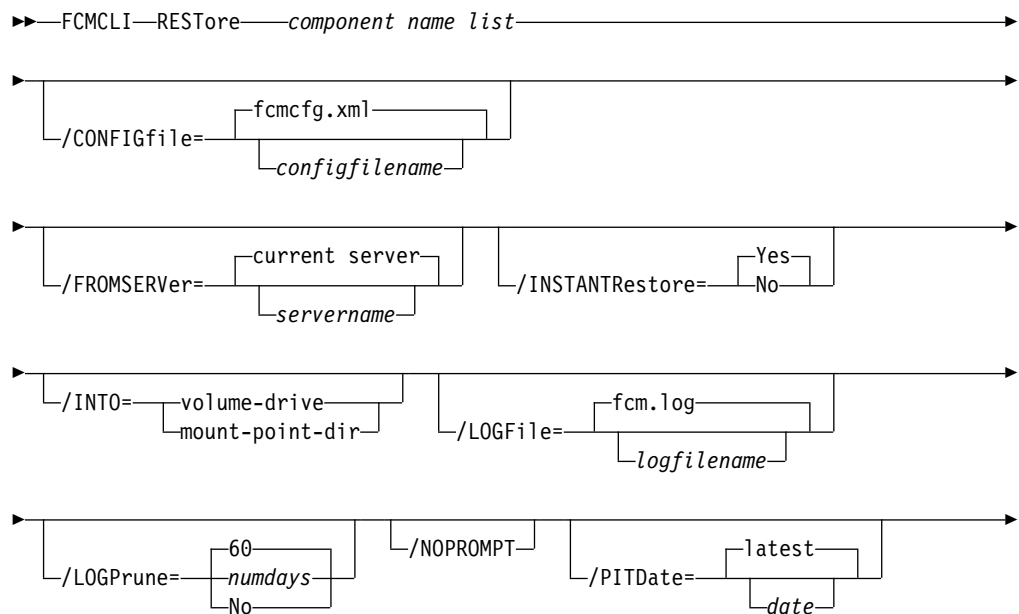 FCMCLI RESTore component name list
fcmcfg.xml
/CONFIGfile=
configfilename
current server
/FROMSERVer=
servername
Yes
/INSTANTRestore= No
/INTO= volume-drive
mount-point-dir
fcm.log
/LOGFile=
logfilename
60
/LOGPrune= numdays
No
/NOPROMPT
latest
/PITDate=
date